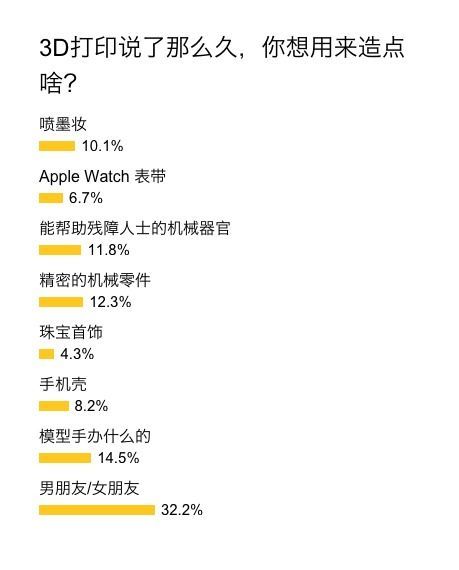 3D打印说了那么久，你想用来造点
啥？
喷墨妆
10.1%
Apple Watch 表带
6.7%
能帮助残障人士的机械器官
11.8%
精密的机械零件
12.3%
珠宝首饰
4.3%
手机壳
8.2%
模型手办什么的
14.5%
男朋友/女朋友
32.2%